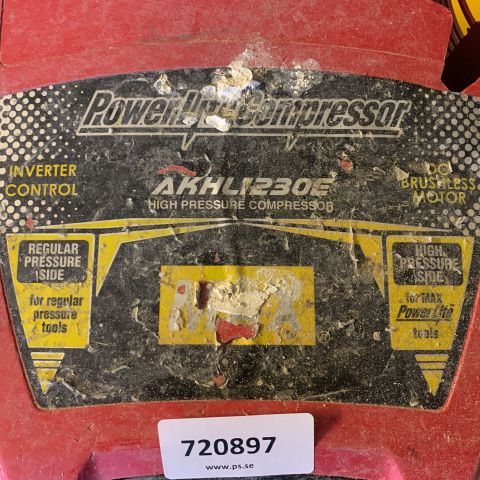 PowerLite Compressor
INVERTER
CONTROL
AKHL1230E
HIGH PRESSURE COMPRESSOR
DC
BRUSHLESS
MOTOR
REGULAR
PRESSURE
SIDE
for regular
pressure
tools
MAX
HIGH
PRESSURE
SIDE
for MAX
PowerLite
tools
720897
www.ps.se